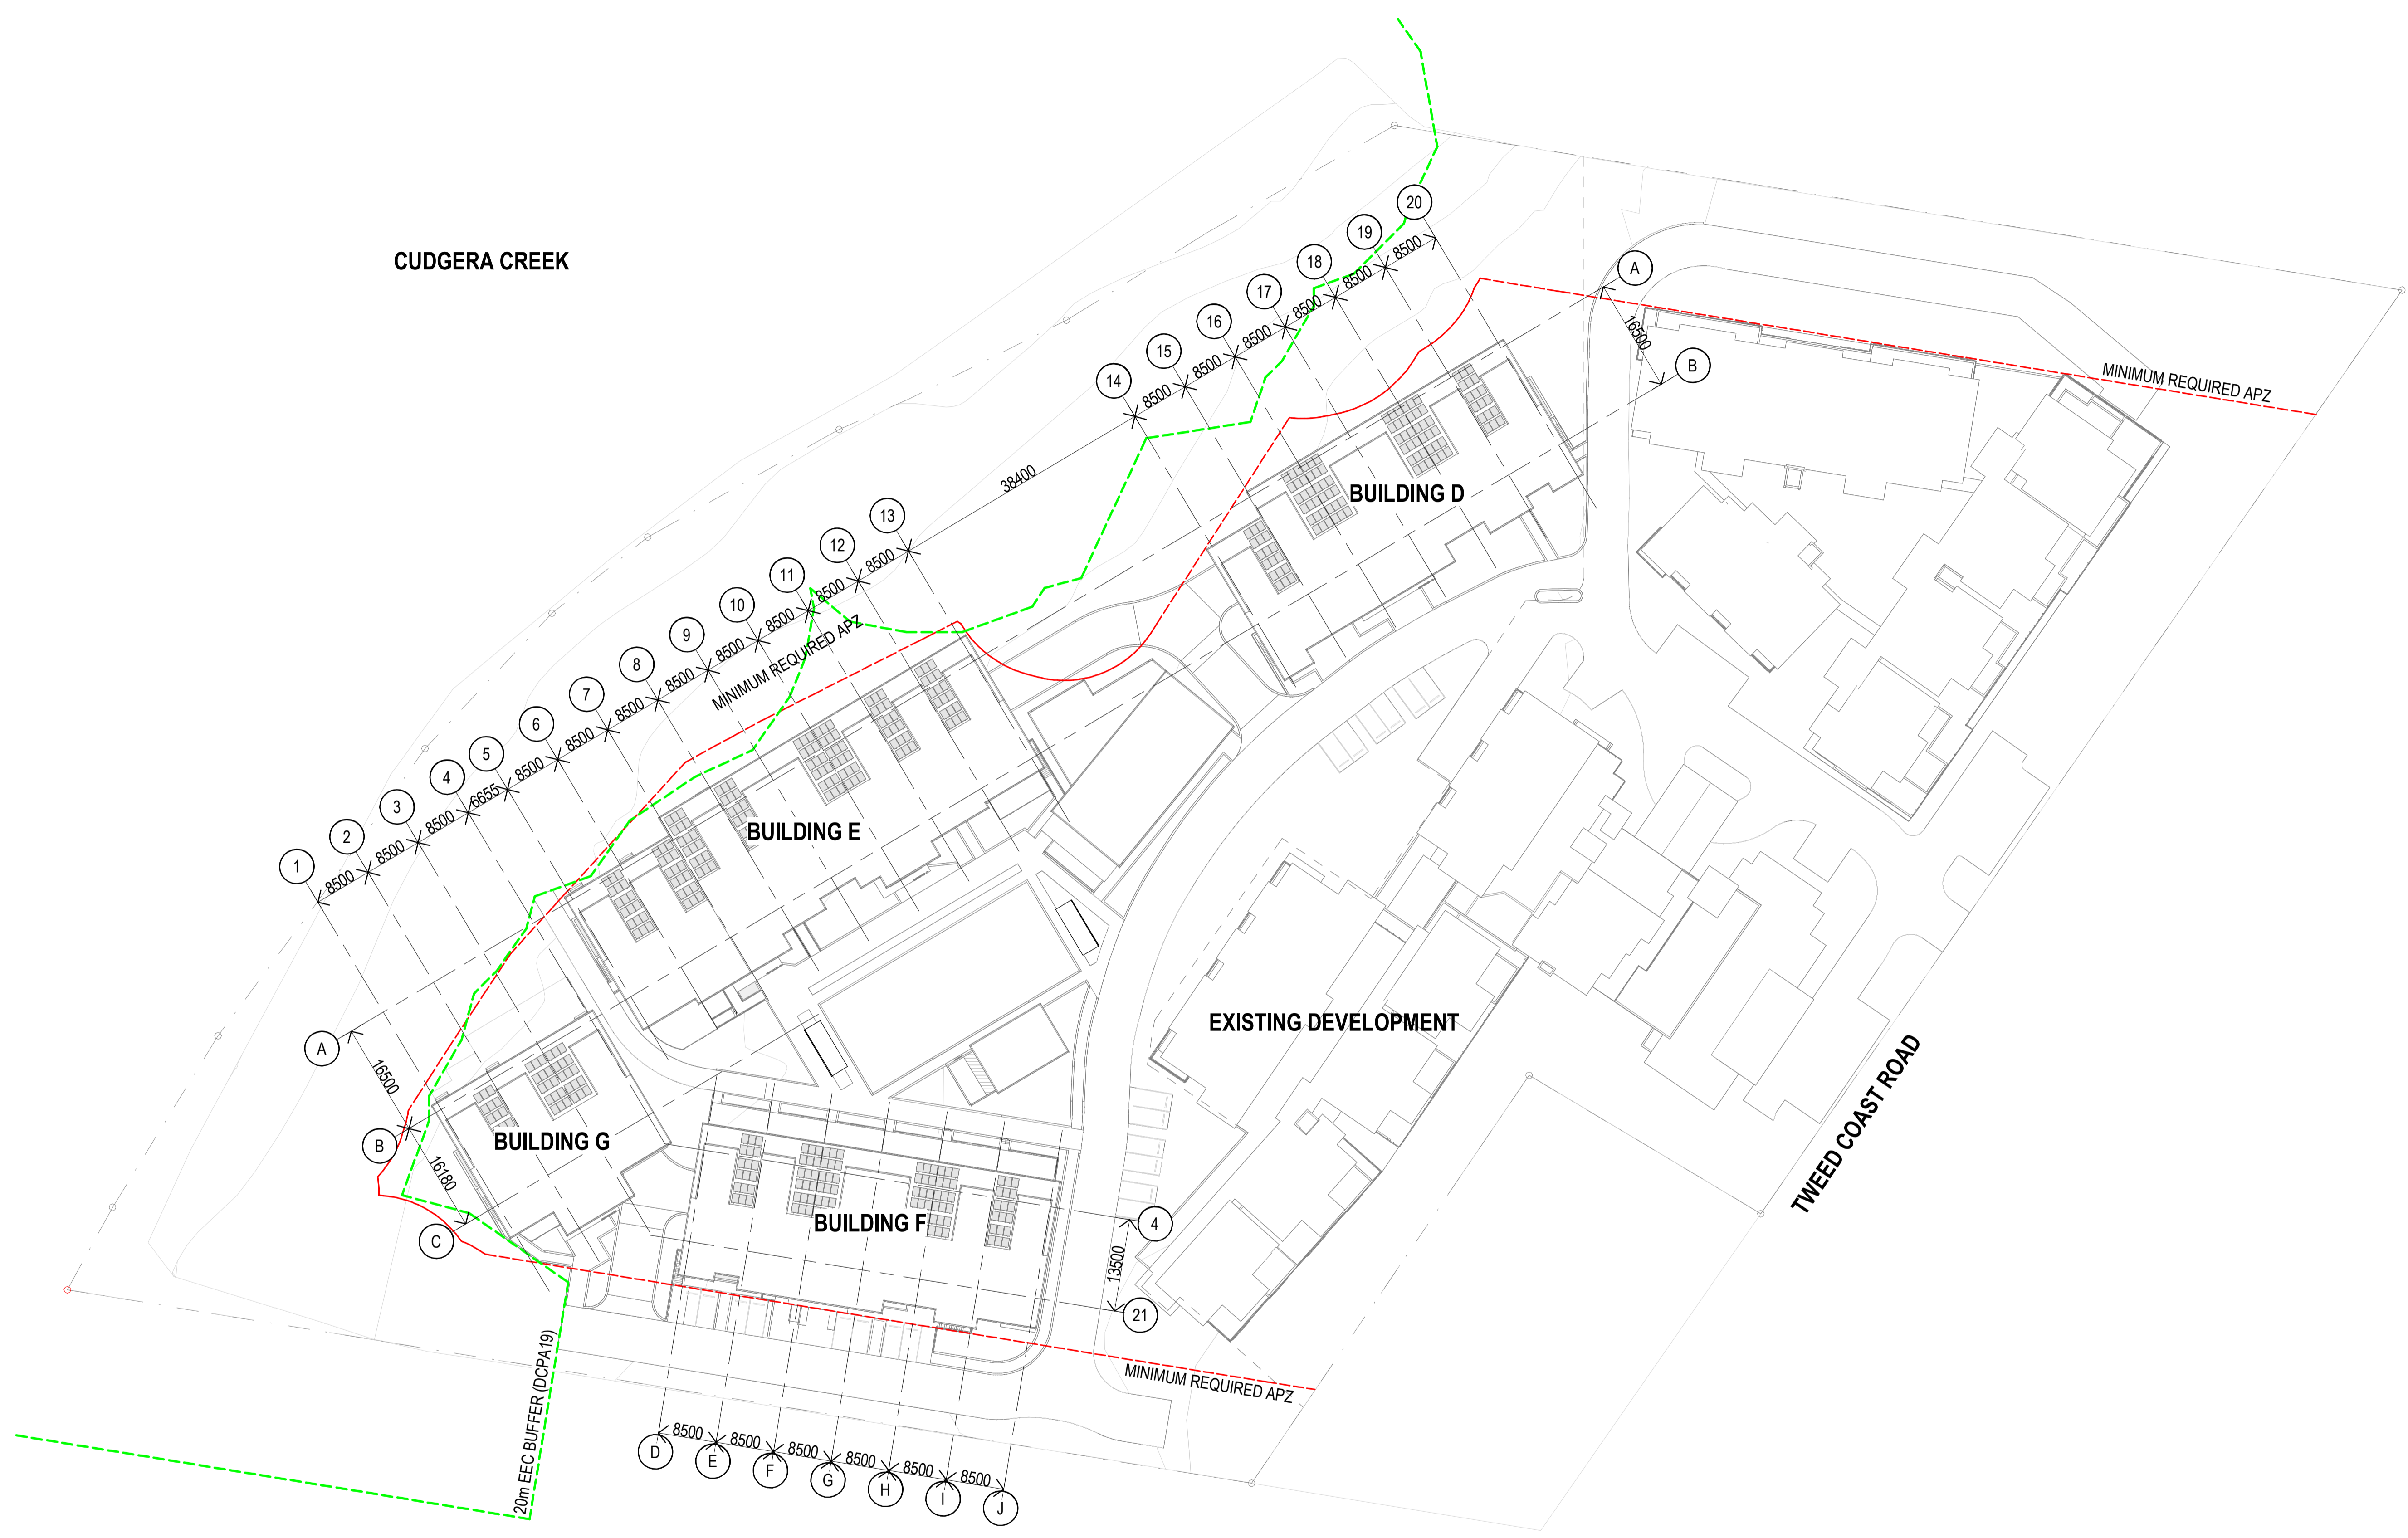 CUDGERA CREEK
20
19
8500
18
8500
17
8500
16
8500
15
8500
14
8500
38400
13
8500
12
8500
11
8500
10
8500
9
8500
8
8500
7
8500
6
8500
5
6655
4
8500
3
8500
2
8500
1
A
16500
B
MINIMUM REQUIRED APZ
MINIMUM REQUIRED APZ
BUILDING D
BUILDING E
A
16500
B
16180
C
BUILDING G
BUILDING F
EXISTING DEVELOPMENT
TWEED COAST ROAD
4
13500
21
MINIMUM REQUIRED APZ
20m EEC BUFFER (DCPA19)
8500
8500
8500
8500
8500
8500
D
E
F
G
H
I
J